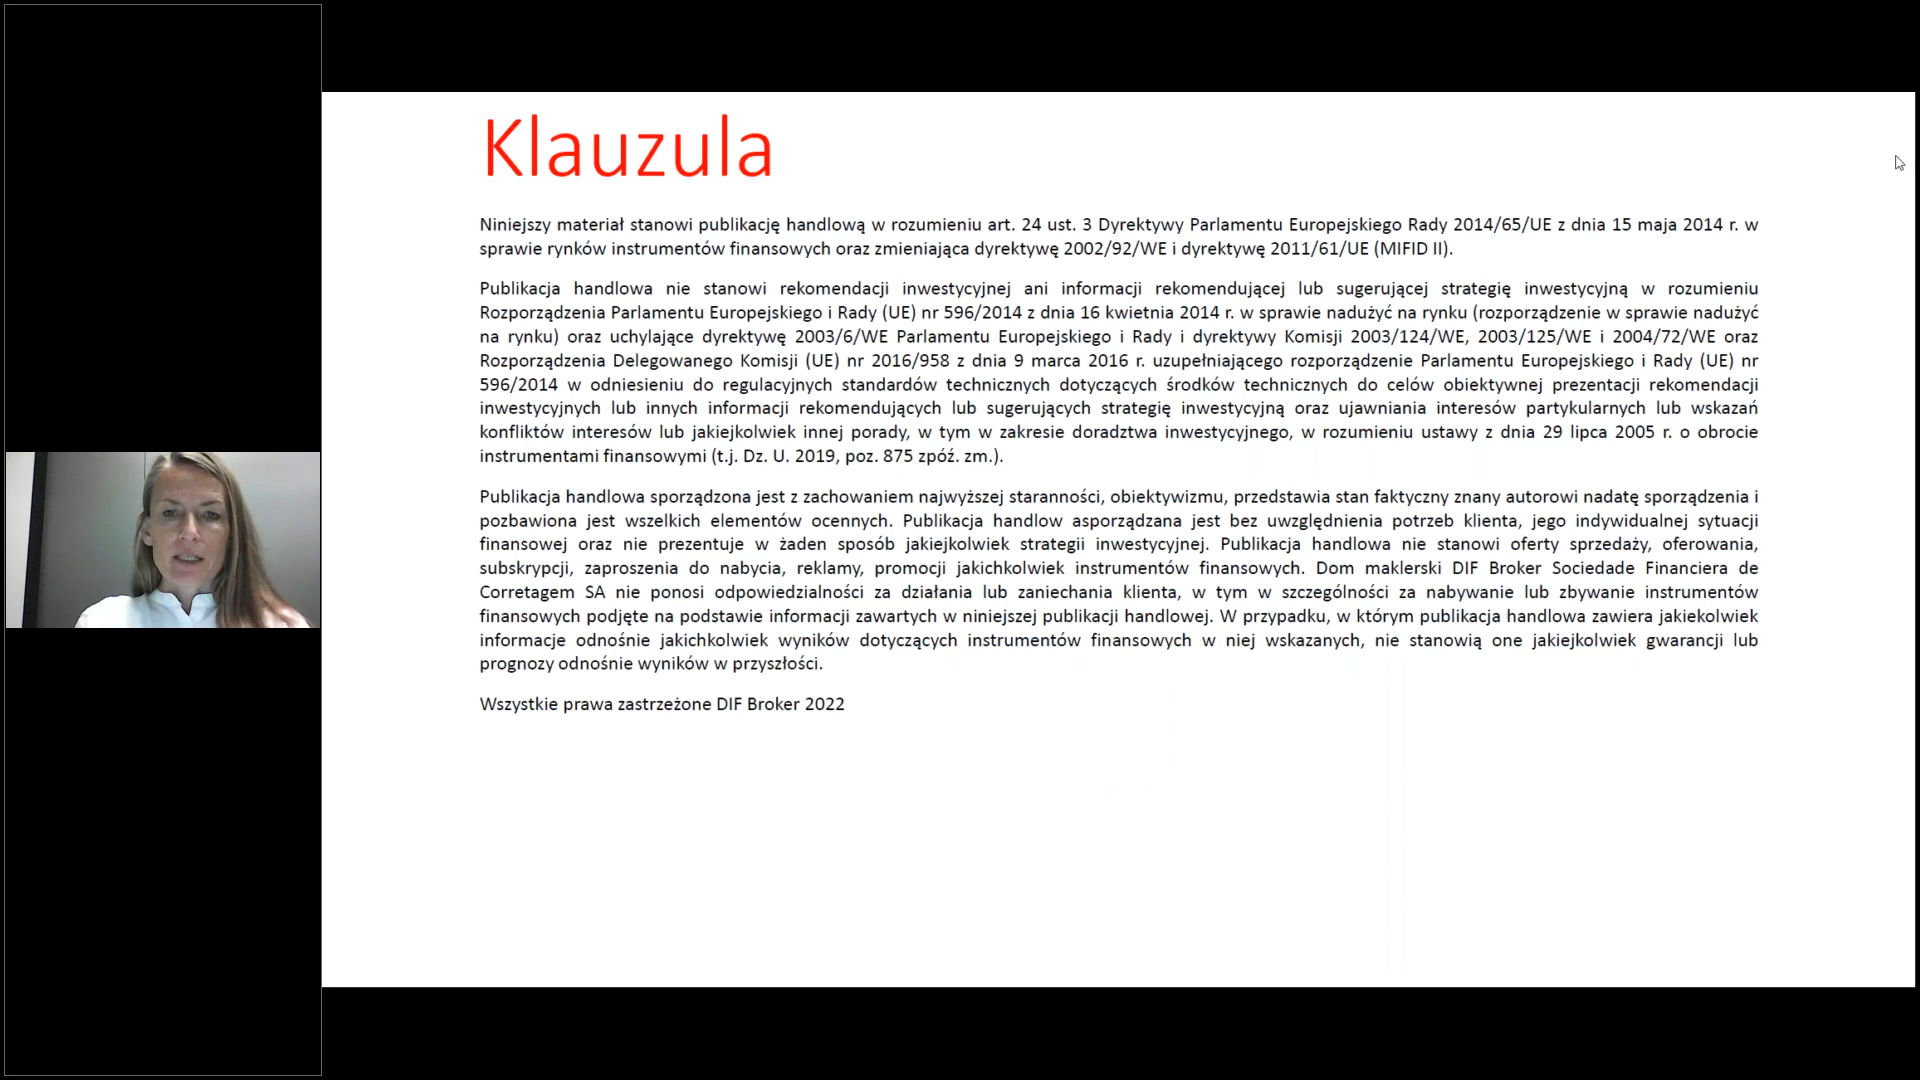 Klauzula
Niniejszy materiał stanowi publikację handlową w rozumieniu art. 24 ust. 3 Dyrektywy Parlamentu Europejskiego Rady 2014/65/UE z dnia 15 maja 2014 r. w
sprawie rynków instrumentów finansowych oraz zmieniająca dyrektywę 2002/92/WE i dyrektywę 2011/61/UE (MIFID II).
Publikacja handlowa nie stanowi rekomendacji inwestycyjnej ani informacji rekomendującej lub sugerującej strategię inwestycyjną w rozumieniu
Rozporządzenia Parlamentu Europejskiego i Rady (UE) nr 596/2014 z dnia 16 kwietnia 2014 r. w sprawie nadużyć na rynku (rozporządzenie w sprawie nadużyć
na rynku) oraz uchylające dyrektywę 2003/6/WE Parlamentu Europejskiego i Rady i dyrektywy Komisji 2003/124/WE, 2003/125/WE i 2004/72/WE oraz
Rozporządzenia Delegowanego Komisji (UE) nr 2016/958 z dnia 9 marca 2016 r. uzupełniającego rozporządzenie Parlamentu Europejskiego i Rady (UE) nr
596/2014 w odniesieniu do regulacyjnych standardów technicznych dotyczących środków technicznych do celów obiektywnej prezentacji rekomendacji
inwestycyjnych lub innych informacji rekomendujących lub sugerujących strategię inwestycyjną oraz ujawniania interesów partykularnych lub wskazań
konfliktów interesów lub jakiejkolwiek innej porady, w tym w zakresie doradztwa inwestycyjnego, w rozumieniu ustawy z dnia 29 lipca 2005 r. o obrocie
instrumentami finansowymi (t.j. Dz. U. 2019, poz. 875 zpóź. zm.).
Publikacja handlowa sporządzona jest z zachowaniem najwyższej staranności, obiektywizmu, przedstawia stan faktyczny znany autorowi nadatę sporządzenia i
pozbawiona jest wszelkich elementów ocennych. Publikacja handlow asporządzana jest bez uwzględnienia potrzeb klienta, jego indywidualnej sytuacji
finansowej oraz nie prezentuje w żaden sposób jakiejkolwiek strategii inwestycyjnej. Publikacja handlowa nie stanowi oferty sprzedaży, oferowania,
subskrypcji, zaproszenia do nabycia, reklamy, promocji jakichkolwiek instrumentów finansowych. Dom maklerski DIF Broker Sociedade Financiera de
Corretagem SA nie ponosi odpowiedzialności za działania lub zaniechania klienta, w tym w szczególności za nabywanie lub zbywanie instrumentów
finansowych podjęte na podstawie informacji zawartych w niniejszej publikacji handlowej. W przypadku, w którym publikacja handlowa zawiera jakiekolwiek
informacje odnośnie jakichkolwiek wyników dotyczących instrumentów finansowych w niej wskazanych, nie stanowią one jakiejkolwiek gwarancji lub
prognozy odnośnie wyników w przyszłości.
Wszystkie prawa zastrzeżone DIF Broker 2022